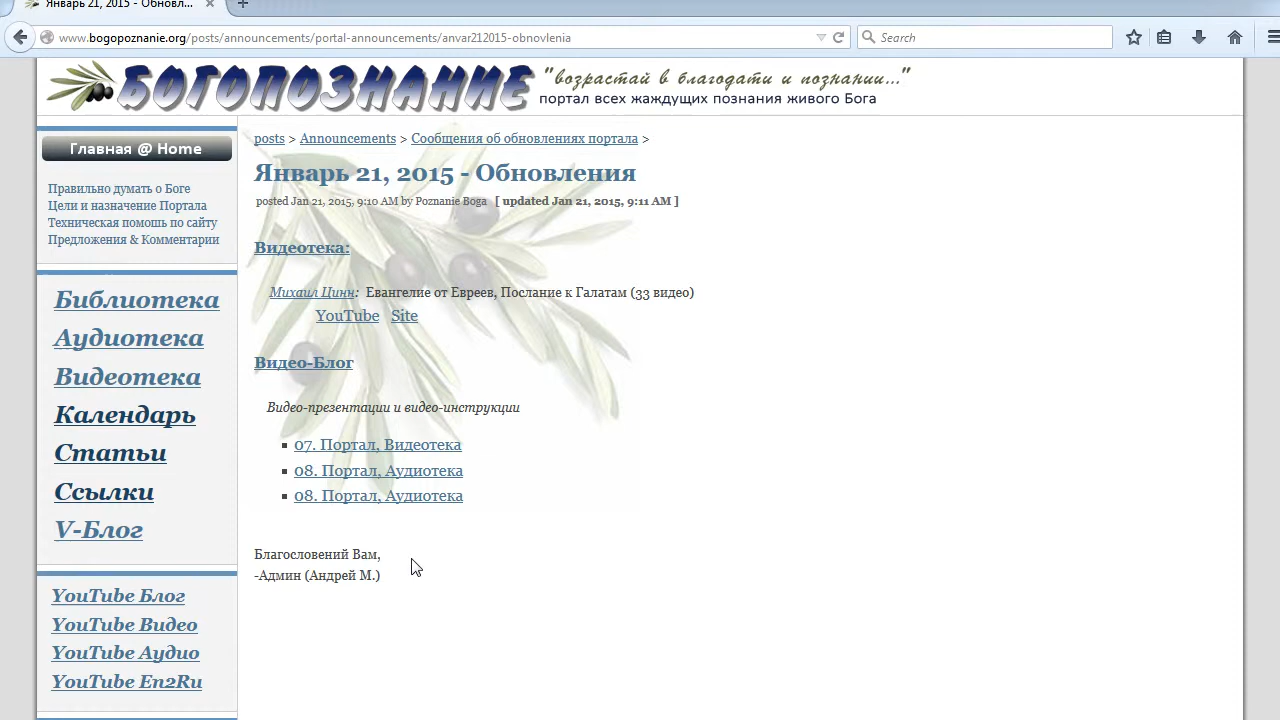 Январь 21, 2015 - Обновл...
www.bogopoznanie.org/posts/announcements/portal-announcements/anvar212015-obnovlenia
Search
БОГОПОЗНАНИЕ
"возрастай в благодати и познании..."
портал всех жаждущих познания живого Бога
Главная @ Home
Правильно думать о Боге
Цели и назначение Портала
Техническая помошь по сайту
Предложения & Комментарии
Библиотека
Аудиотека
Видеотека
Календарь
Статьи
Ссылки
V-Блог
YouTube Блог
YouTube Видео
YouTube Аудио
YouTube En2Ru
posts > Announcements > Сообщения об обновлениях портала >
Январь 21, 2015 - Обновления
posted Jan 21, 2015, 9:10 AM by Poznanie Boga [ updated Jan 21, 2015, 9:11 AM ]
Видеотека:
Михаил Цинн: Евангелие от Евреев, Послание к Галатам (33 видео)
YouTube Site
Видео-Блог
Видео-презентации и видео-инструкции
07. Портал, Видеотека
08. Портал, Аудиотека
08. Портал, Аудиотека
Благословений Вам,
-Админ (Андрей М.)